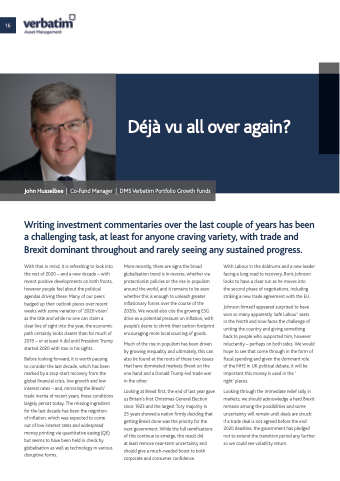 16
verbatim
Asset Management
Déjà vu all over again?
John Husselbee | Co-Fund Manager | DMS Verbatim Portfolio Growth Funds
Writing investment commentaries over the last couple of years has been
a challenging task, at least for anyone craving variety, with trade and
Brexit dominant throughout and rarely seeing any sustained progress.
With that in mind, it is refreshing to look into
the rest of 2020 – and a new decade – with
recent positive developments on both fronts,
however people feel about the political
agendas driving these. Many of our peers
badged up their outlook pieces over recent
weeks with some variation of '2020 vision'
as the title and while no one can claim a
clear line of sight into the year, the economic
path certainly looks clearer than for much of
2019 – or at least it did until President Trump
started 2020 with Iran in his sights.
Before looking forward, it is worth pausing
to consider the last decade, which has been
marked by a stop-start recovery from the
global financial crisis, low growth and low
interest rates – and, mirroring the Brexit/
trade inertia of recent years, these conditions
largely persist today. The missing ingredient
for the last decade has been the reignition
of inflation, which was expected to come
out of low interest rates and widespread
money printing via quantitative easing (QE)
but seems to have been held in check by
globalisation as well as technology in various
disruptive forms.
More recently, there are signs the broad
globalisation trend is in reverse, whether via
protectionist policies or the rise in populism
around the world, and it remains to be seen
whether this is enough to unleash greater
inflationary forces over the course of the
2020s. We would also cite the growing ESG
drive as a potential pressure on inflation, with
people's desire to shrink their carbon footprint
encouraging more local sourcing of goods.
Much of the rise in populism has been driven
by growing inequality and ultimately, this can
also be found at the roots of those two issues
that have dominated markets: Brexit on the
one hand and a Donald Trump-led trade war
in the other.
Looking at Brexit first, the end of last year gave
us Britain's first Christmas General Election
since 1923 and the largest Tory majority in
25 years showed a nation firmly deciding that
getting Brexit done was the priority for the
next government. While the full ramifications
of this continue to emerge, this result did
at least remove near-term uncertainty and
should give a much-needed boost to both
corporate and consumer confidence.
With Labour in the doldrums and a new leader
facing a long road to recovery, Boris Johnson
looks to have a clear run as he moves into
the second phase of negotiations, including
striking a new trade agreement with the EU.
Johnson himself appeared surprised to have
won so many apparently 'safe Labour' seats
in the North and now faces the challenge of
uniting the country and giving something
back to people who supported him, however
reluctantly – perhaps on both sides. We would
hope to see that come through in the form of
fiscal spending and given the dominant role
of the NHS in UK political debate, it will be
important this money is used in the '
right' places.
Looking through the immediate relief rally in
markets, we should acknowledge a hard Brexit
remains among the possibilities and some
uncertainty will remain until deals are struck:
if a trade deal is not agreed before the end
2020 deadline, the government has pledged
not to extend the transition period any further
so we could see volatility return.